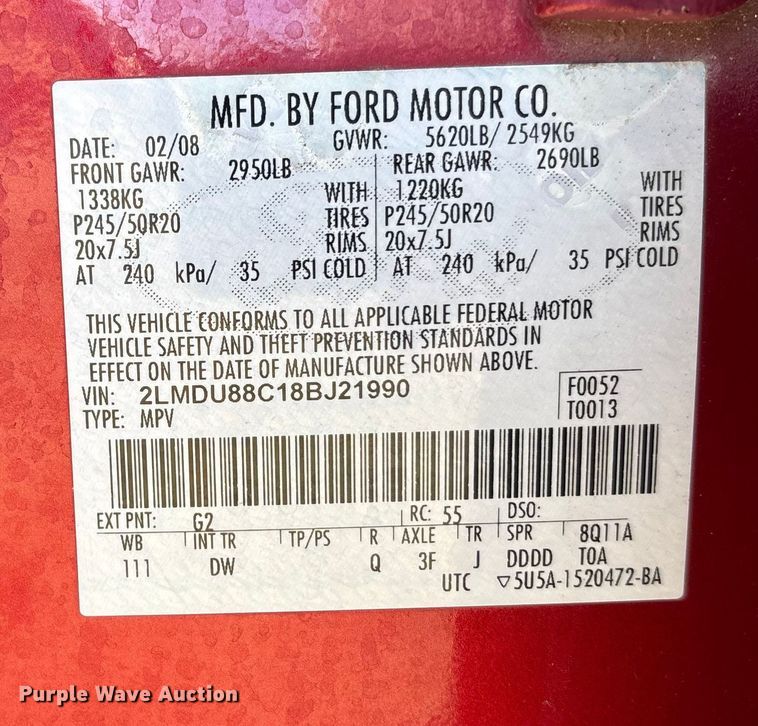 MFD. BY FORD MOTOR CO.
DATE: 02/08 GVWR: 5620LB/ 2549KG
FRONT GAWR: 2950LB REAR GAWR: 2690LB
1338KG WITH 1220KG WITH
P245/50R20 TIRES P245/50R20 TIRES
20x7.5J RIMS 20x7.5J RIMS
AT 240 kPa/ 35 PSI COLD AT 240 kPa/ 35 PSI COLD
THIS VEHICLE CONFORMS TO ALL APPLICABLE FEDERAL MOTOR
VEHICLE SAFETY AND THEFT PREVENTION STANDARDS IN
EFFECT ON THE DATE OF MANUFACTURE SHOWN ABOVE.
VIN: 2LMDU88C18BJ21990 F0052
TYPE: MPV T0013
EXT PNT: G2 RC: 55 DSO:
WB INT TR TP/PS R AXLE TR SPR 8Q11A
111 DW Q 3F J DDDD TOA
UTC ▽5U5A-1520472-BA
Purple Wave Auction